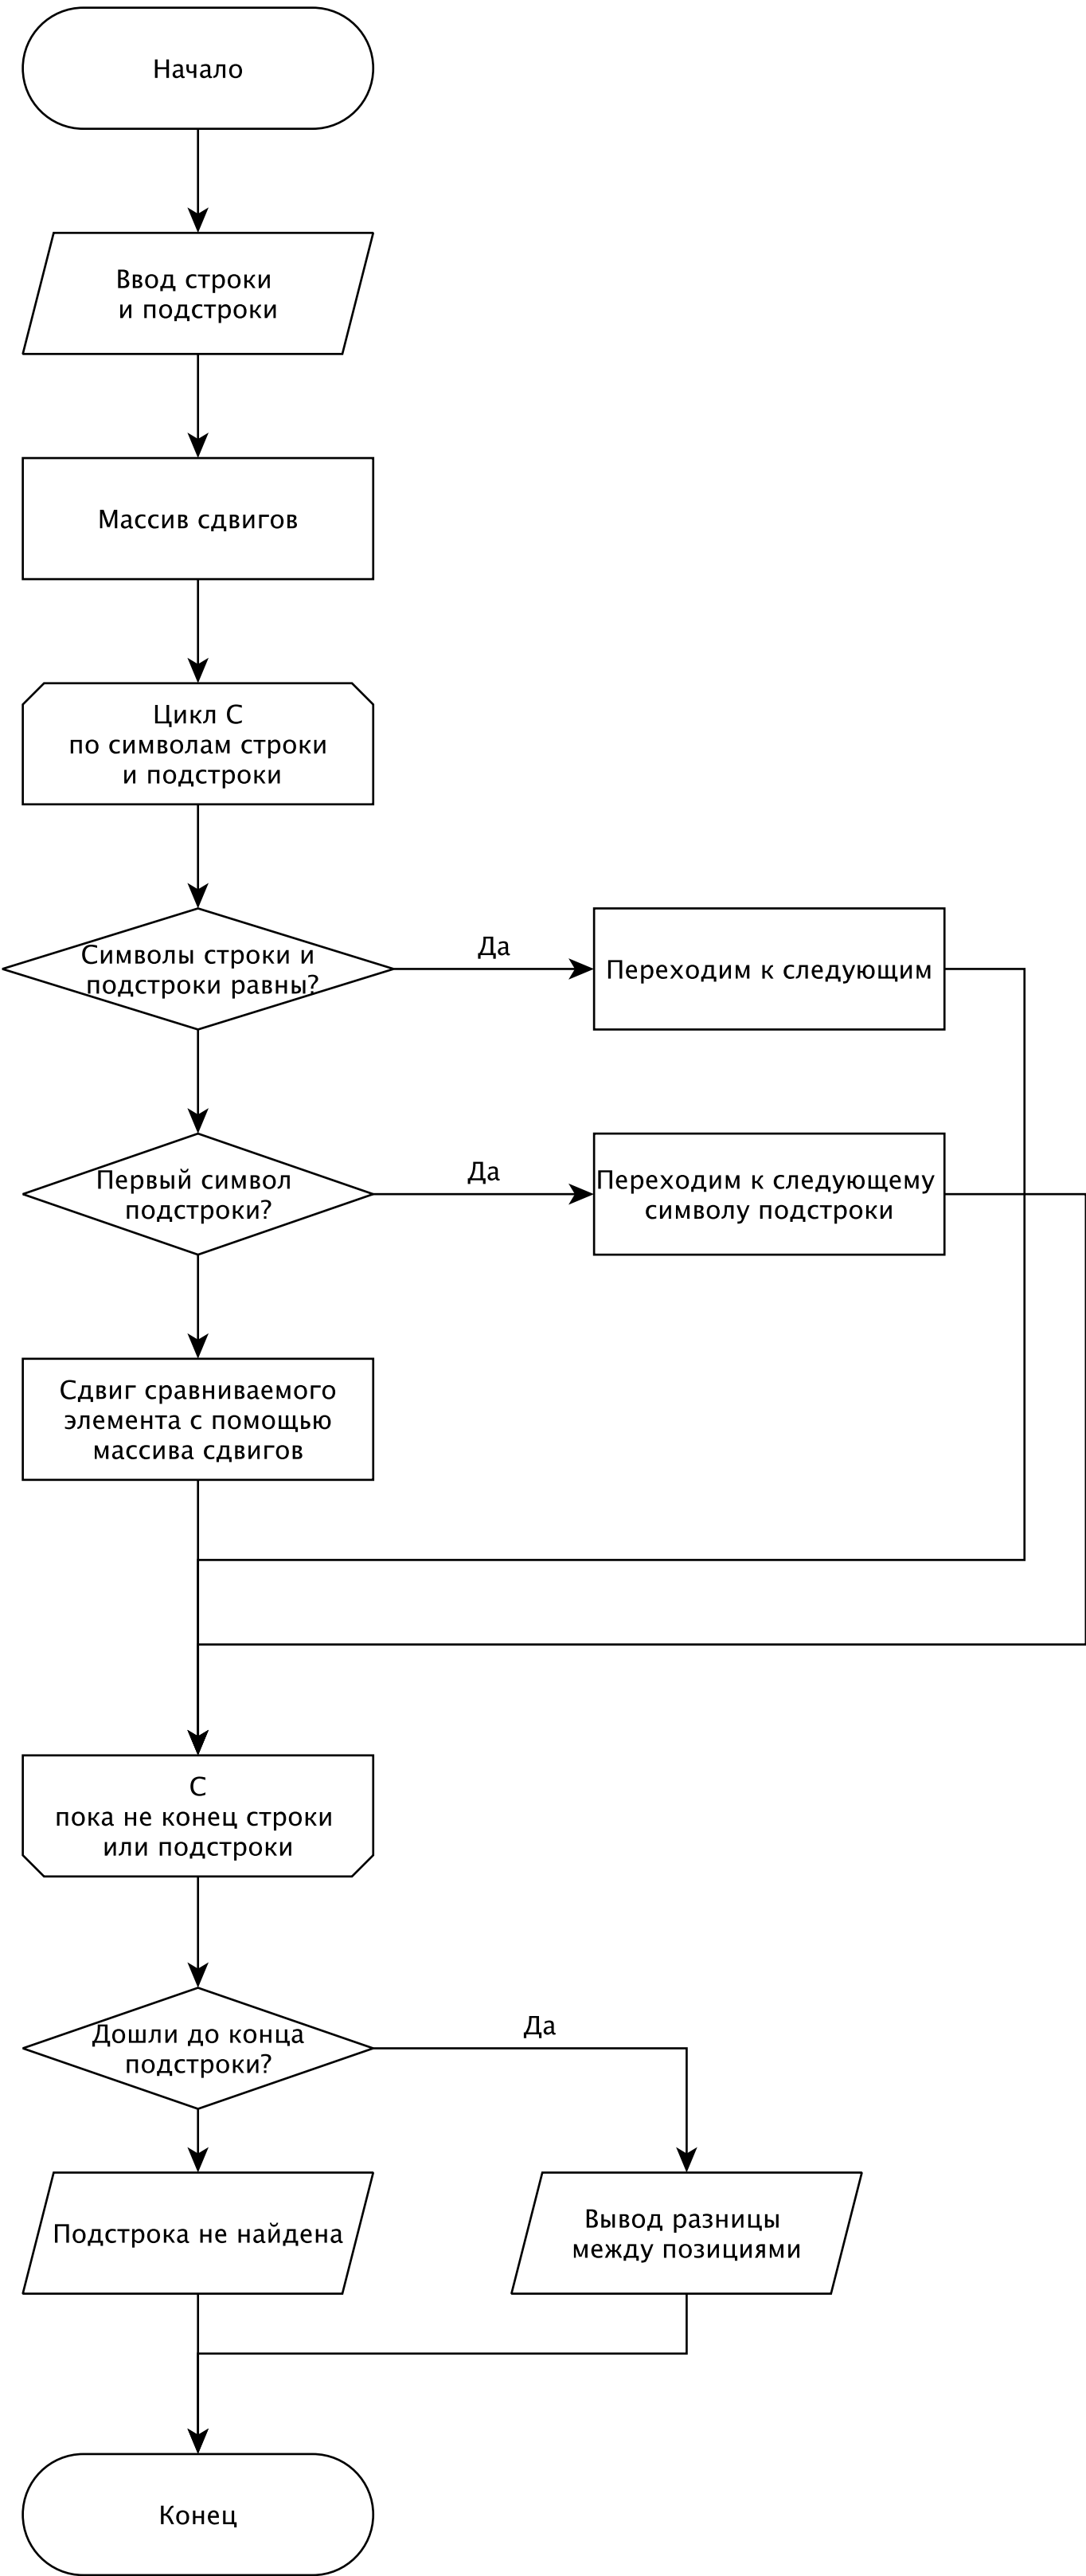 Начало
Ввод строки
и подстроки
Массив сдвигов
Цикл С
по символам строки
и подстроки
Символы строки и
подстроки равны?
Да
Переходим к следующим
Первый символ
подстроки?
Да
Переходим к следующему
символу подстроки
Сдвиг сравниваемого
элемента с помощью
массива сдвигов
С
пока не конец строки
или подстроки
Дошли до конца
подстроки?
Да
Подстрока не найдена
Вывод разницы
между позициями
Конец